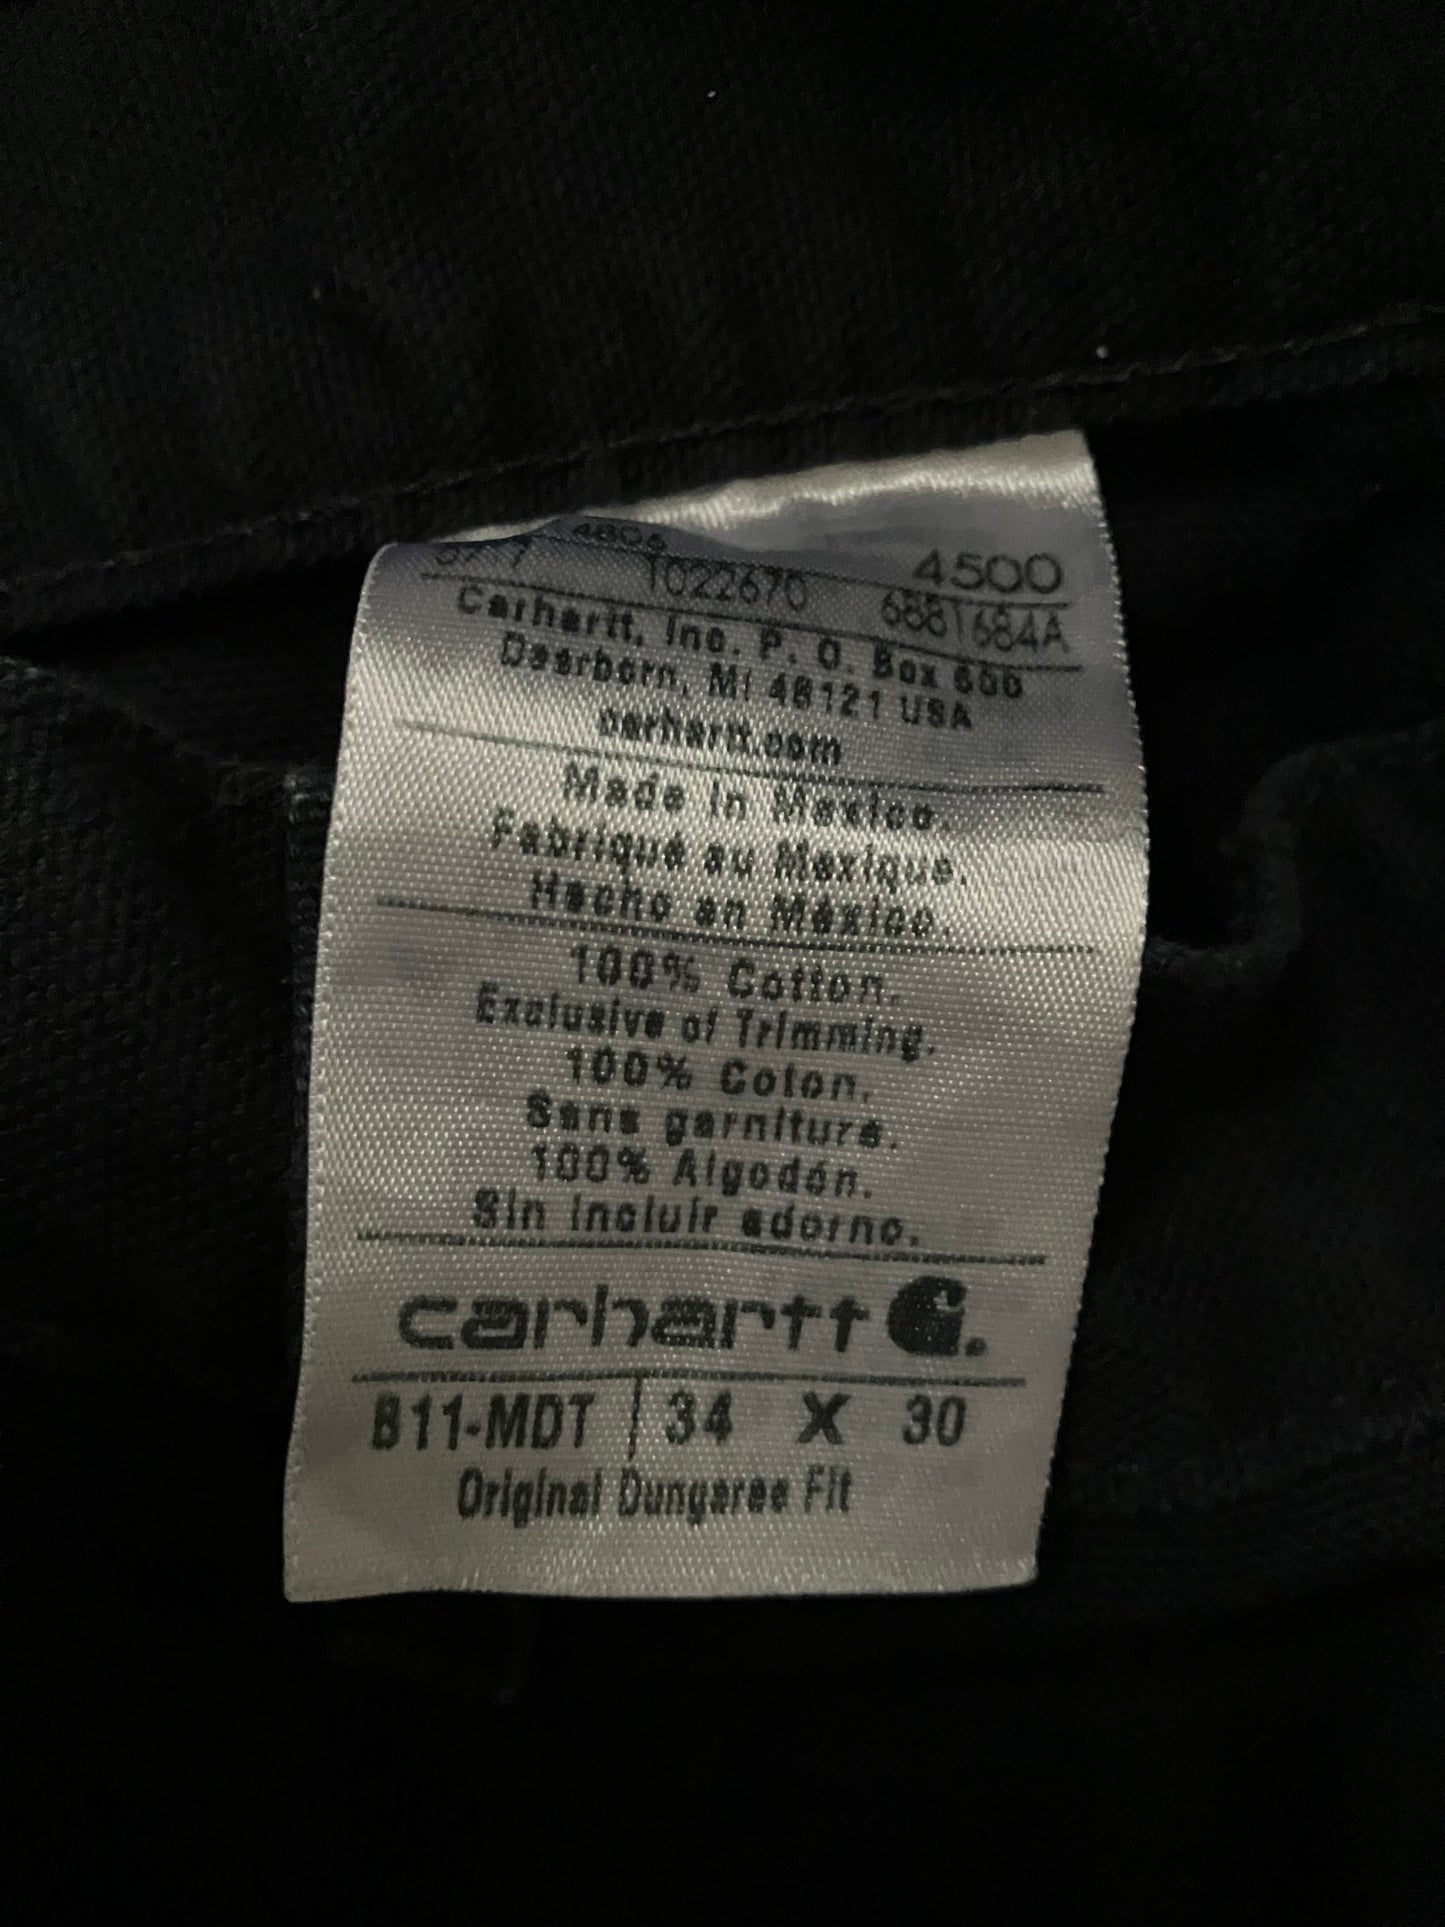 4806
1022670 4500
6881684A
Carhartt, Inc. P. O. Box 600
Dearborn, MI 48121 USA
carhartt.com
Made in Mexico.
Fabriqué au Mexique.
Hecho en México.
100% Cotton.
Exclusive of Trimming.
100% Coton.
Sans garniture.
100% Algodón.
Sin incluir adorno.
carhartt
B11-MDT 34 X 30
Original Dungaree Fit